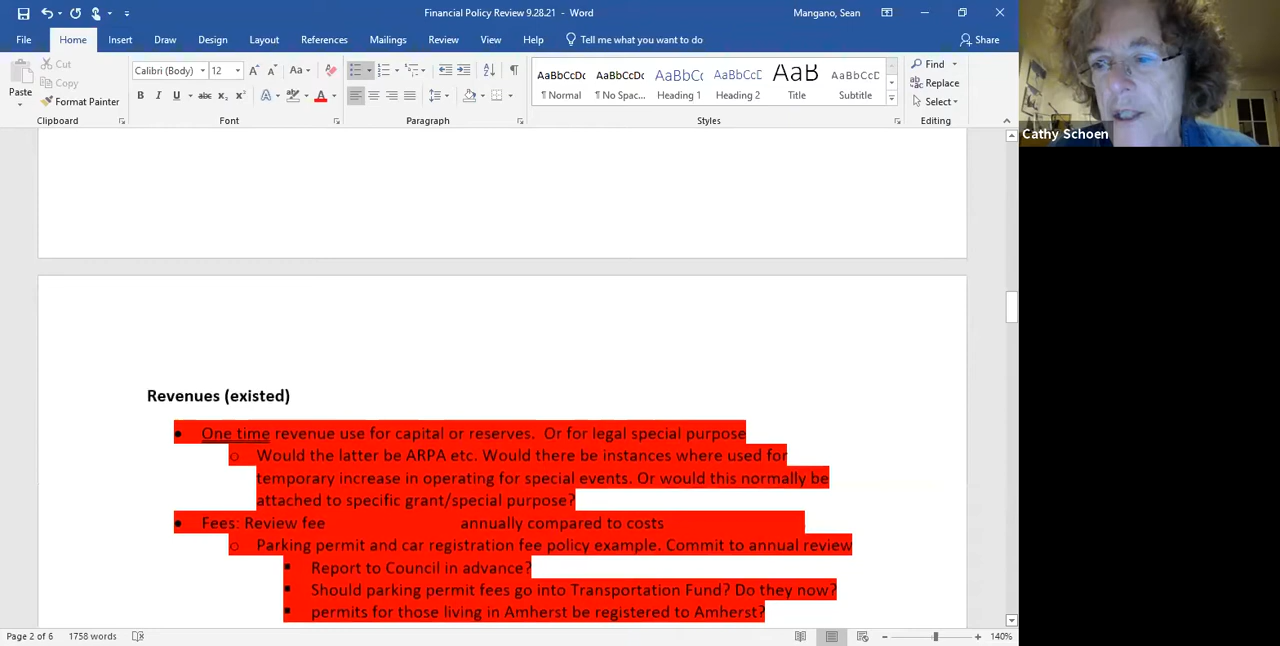 Financial Policy Review 9.28.21 - Word
Mangano, Sean
File Home Insert Draw Design Layout References Mailings Review View Help Tell me what you want to do Share
Paste
Cut
Copy
Format Painter
Clipboard
Calibri (Body) 12
Font
Paragraph
AaBbCcDc AaBbCcDc AaBbCc AaBbCcD AaB AaBbCcD
¶ Normal ¶ No Spac... Heading 1 Heading 2 Title Subtitle
Styles
Find
Replace
Select
Editing
Cathy Schoen
Revenues (existed)
• One time revenue use for capital or reserves. Or for legal special purpose
o Would the latter be ARPA etc. Would there be instances where used for
temporary increase in operating for special events. Or would this normally be
attached to specific grant/special purpose?
• Fees: Review fee annually compared to costs
o Parking permit and car registration fee policy example. Commit to annual review
▪ Report to Council in advance?
▪ Should parking permit fees go into Transportation Fund? Do they now?
▪ permits for those living in Amherst be registered to Amherst?
Page 2 of 6 1758 words 140%